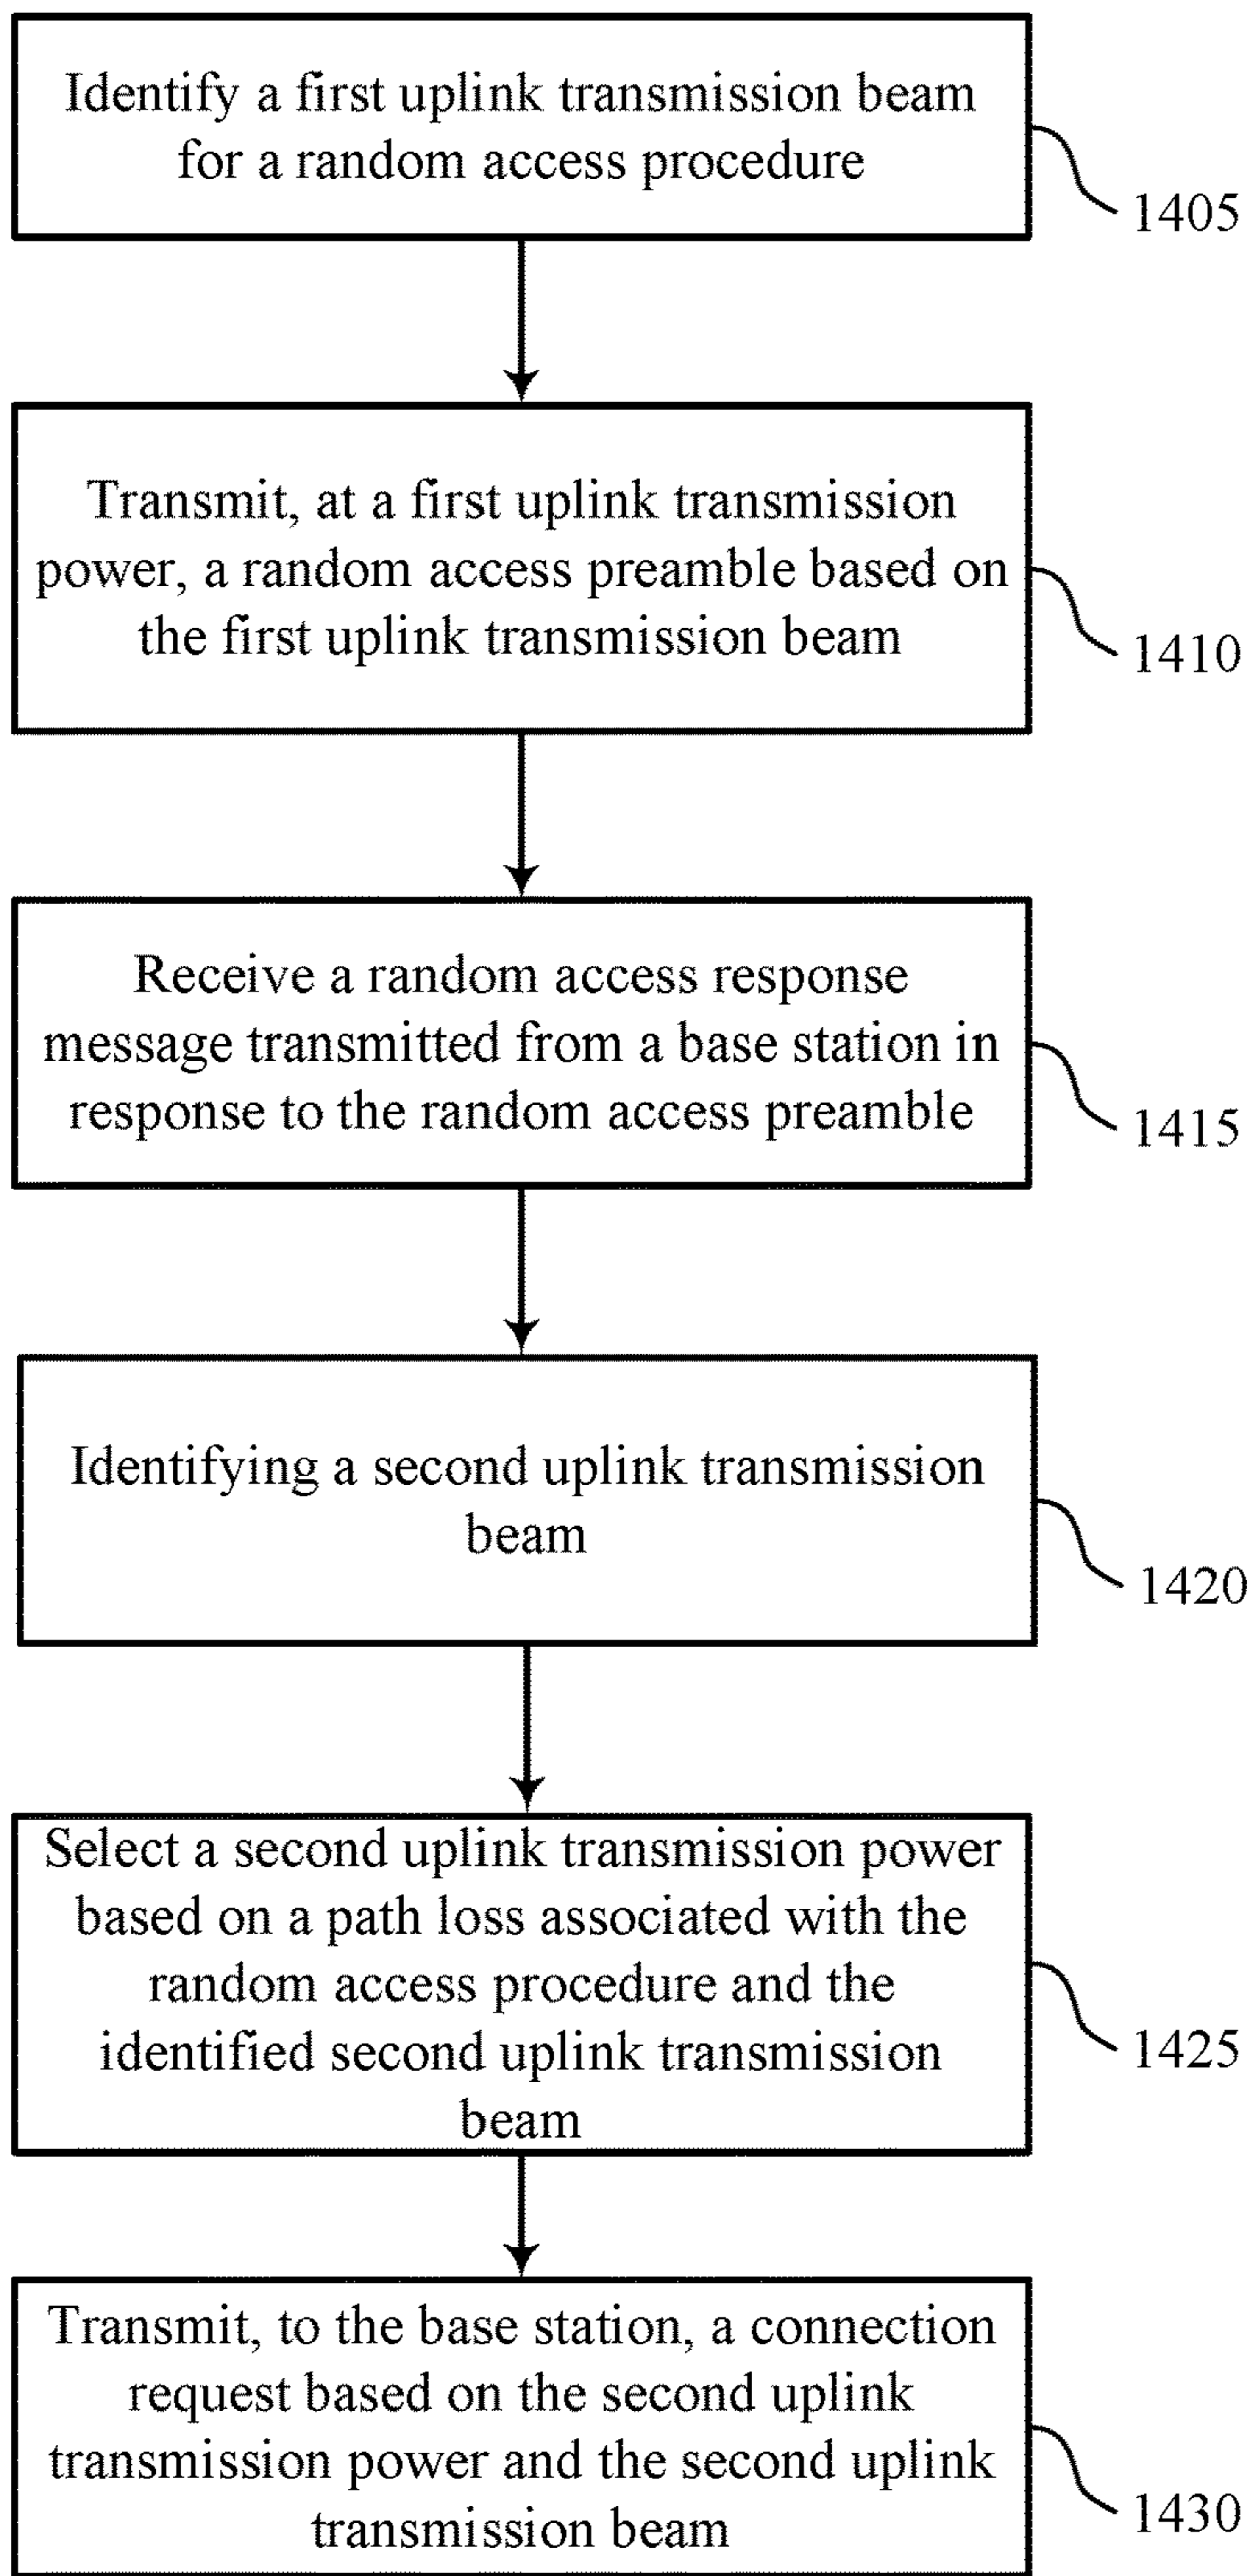 Identify a first uplink transmission beam
for a random access procedure
1405
Transmit, at a first uplink transmission
power, a random access preamble based on
the first uplink transmission beam
1410
Receive a random access response
message transmitted from a base station in
response to the random access preamble
1415
Identifying a second uplink transmission
beam
1420
Select a second uplink transmission power
based on a path loss associated with the
random access procedure and the
identified second uplink transmission
beam
1425
Transmit, to the base station, a connection
request based on the second uplink
transmission power and the second uplink
transmission beam
1430